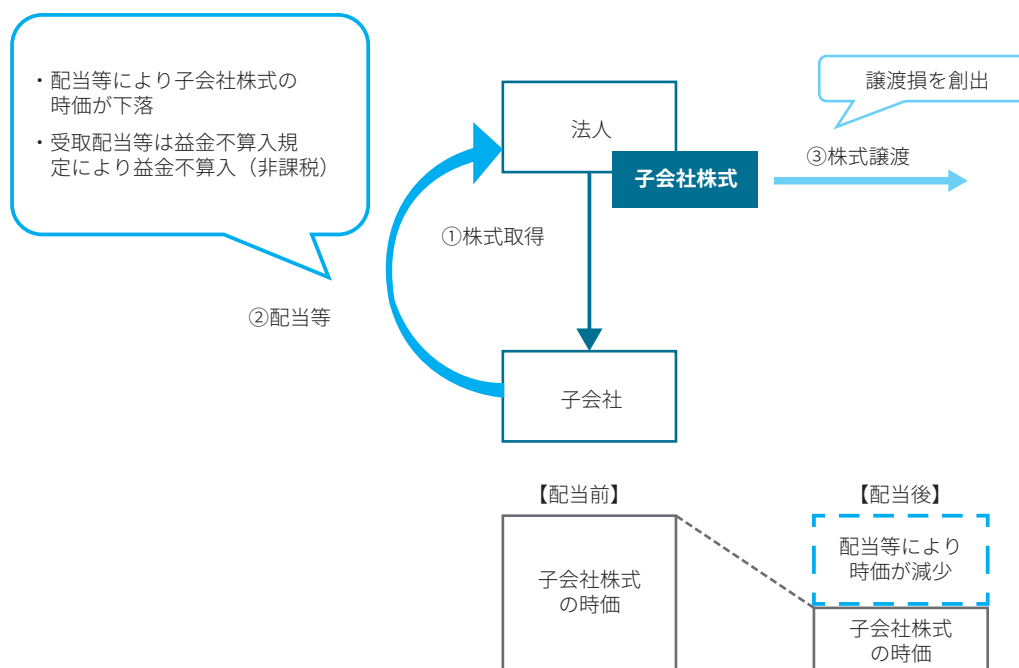 ・配当等により子会社株式の
時価が下落
・受取配当等は益金不算入規
定により益金不算入（非課税）
法人
子会社株式
譲渡損を創出
③株式譲渡
①株式取得
②配当等
子会社
【配当前】
【配当後】
子会社株式
の時価
配当等により
時価が減少
子会社株式
の時価